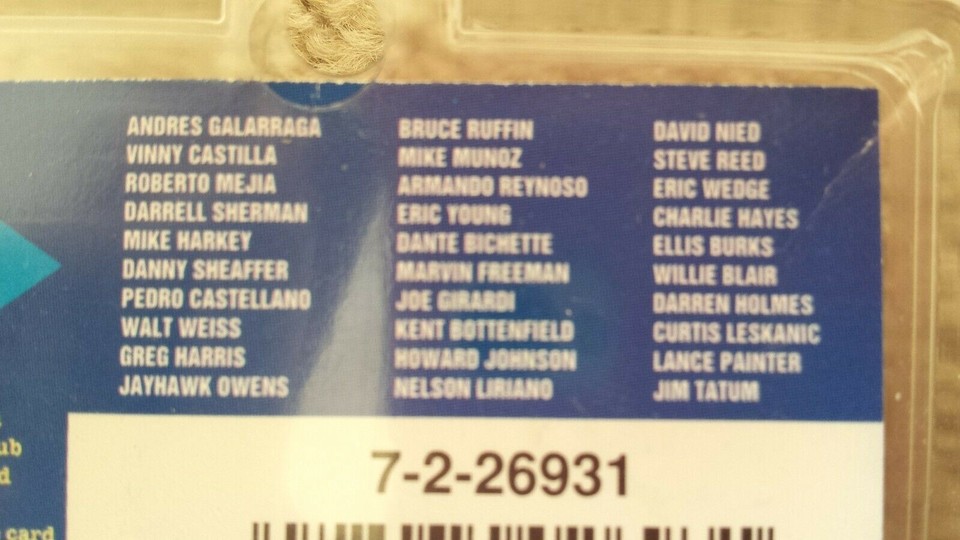 ANDRES GALARRAGA
VINNY CASTILLA
ROBERTO MEJIA
DARRELL SHERMAN
MIKE HARKEY
DANNY SHEAFFER
PEDRO CASTELLANO
WALT WEISS
GREG HARRIS
JAYHAWK OWENS
BRUCE RUFFIN
MIKE MUNOZ
ARMANDO REYNOSO
ERIC YOUNG
DANTE BICHETTE
MARVIN FREEMAN
JOE GIRARDI
KENT BOTTENFIELD
HOWARD JOHNSON
NELSON LIRIANO
DAVID NIED
STEVE REED
ERIC WEDGE
CHARLIE HAYES
ELLIS BURKS
WILLIE BLAIR
DARREN HOLMES
CURTIS LESKANIC
LANCE PAINTER
JIM TATUM
7-2-26931
card